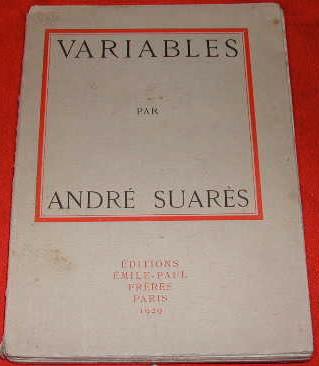 VARIABLES
PAR
ANDRÉ SUARÈS
ÉDITIONS
ÉMILE-PAUL
FRÈRES
PARIS
1929